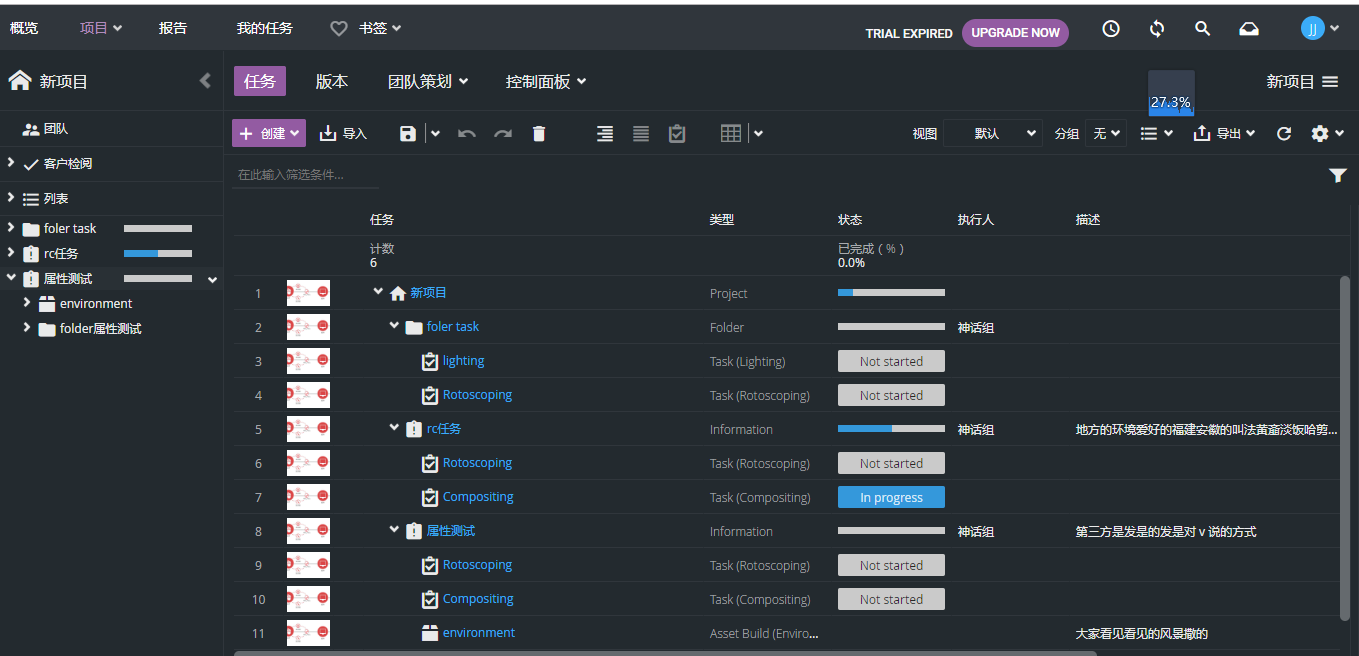 概览 项目 报告 我的任务 书签 TRIAL EXPIRED UPGRADE NOW JJ
新项目 任务 版本 团队策划 控制面板 27.3% 新项目
团队 创建 导入 视图 默认 分组 无 导出
客户检阅 在此输入筛选条件...
列表
foler task
rc任务
属性测试
environment
folder属性测试
任务 类型 状态 执行人 描述
计数 已完成（%）
6 0.0%
1 新项目 Project
2 foler task Folder 神话组
3 lighting Task (Lighting) Not started
4 Rotoscoping Task (Rotoscoping) Not started
5 rc任务 Information 神话组 地方的环境爱好的福建安徽的叫法黄齑淡饭哈剪...
6 Rotoscoping Task (Rotoscoping) Not started
7 Compositing Task (Compositing) In progress
8 属性测试 Information 神话组 第三方是发是的发是对 v 说的方式
9 Rotoscoping Task (Rotoscoping) Not started
10 Compositing Task (Compositing) Not started
11 environment Asset Build (Enviro... 大家看见看见的风景撒的